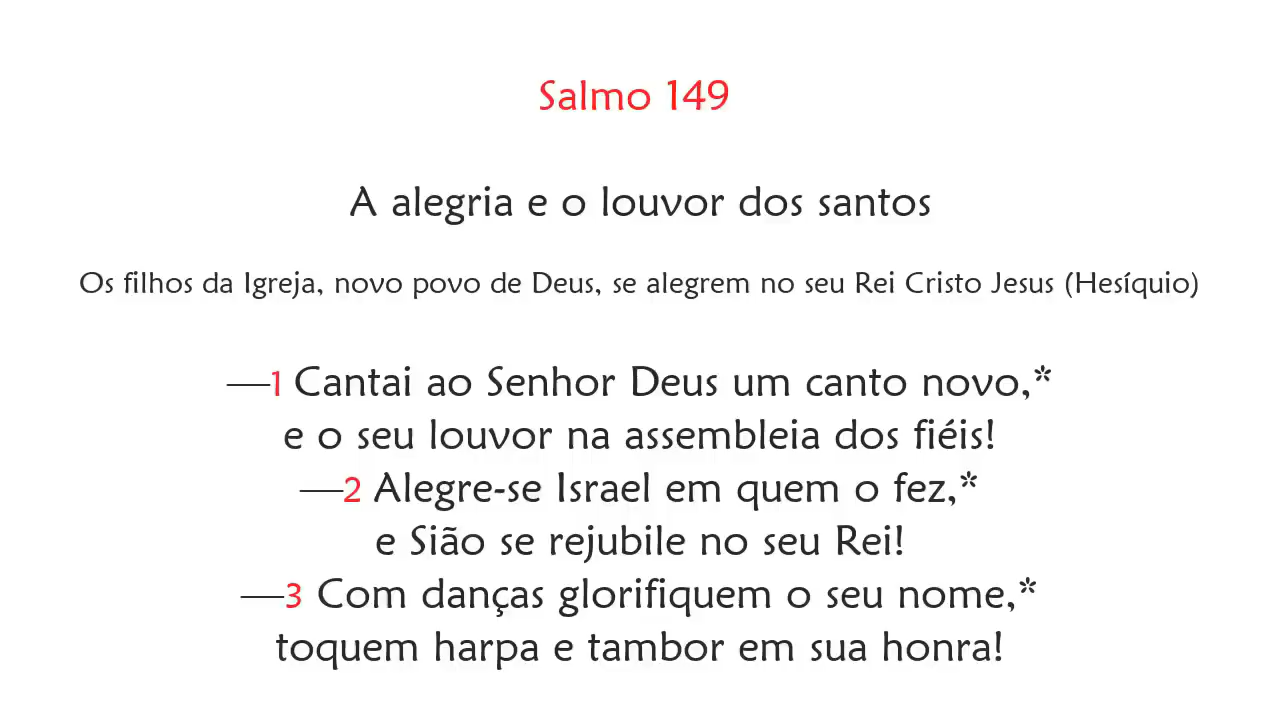 Salmo 149
A alegria e o louvor dos santos
Os filhos da Igreja, novo povo de Deus, se alegrem no seu Rei Cristo Jesus (Hesíquio)
—1 Cantai ao Senhor Deus um canto novo,*
e o seu louvor na assembleia dos fiéis!
—2 Alegre-se Israel em quem o fez,*
e Sião se rejubile no seu Rei!
—3 Com danças glorifiquem o seu nome,*
toquem harpa e tambor em sua honra!